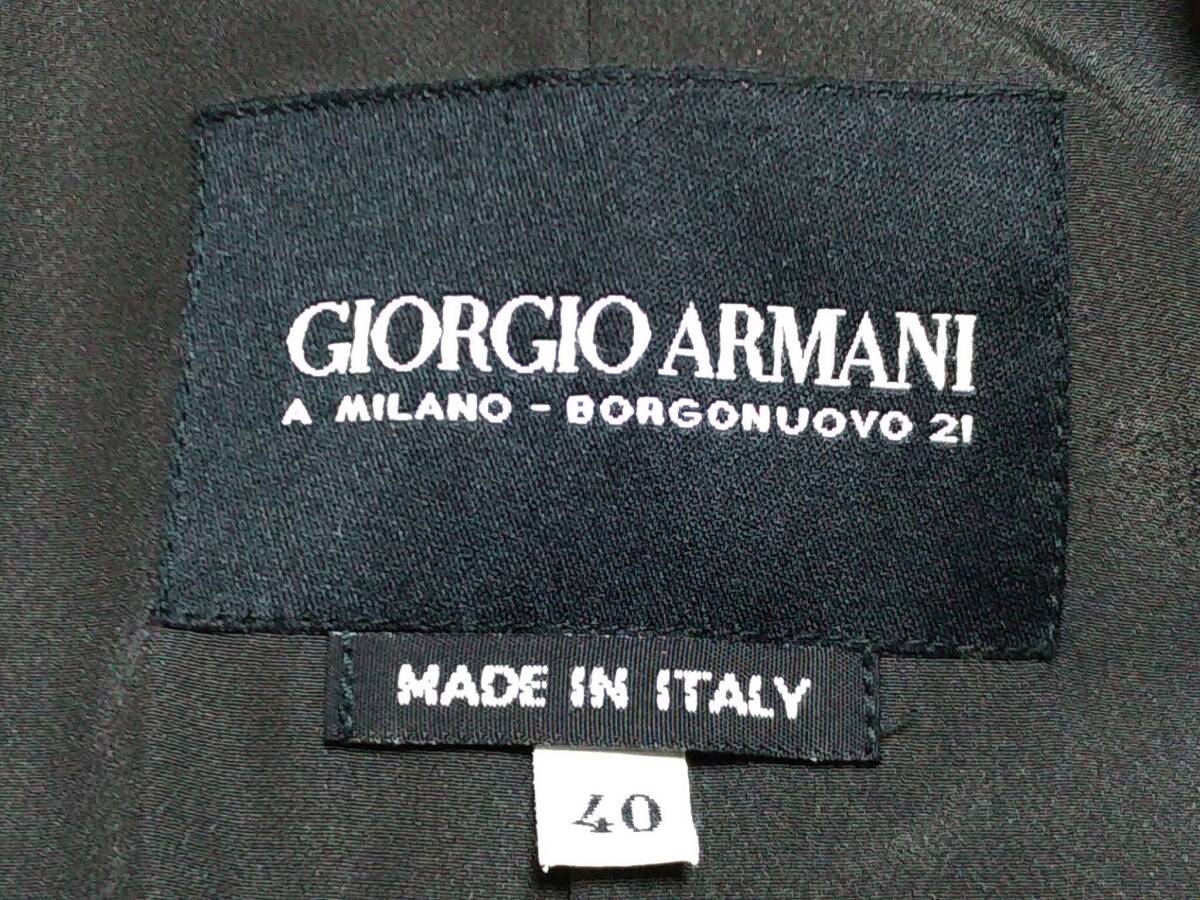 GIORGIO ARMANI
A MILANO - BORGONUOVO 21
MADE IN ITALY
40